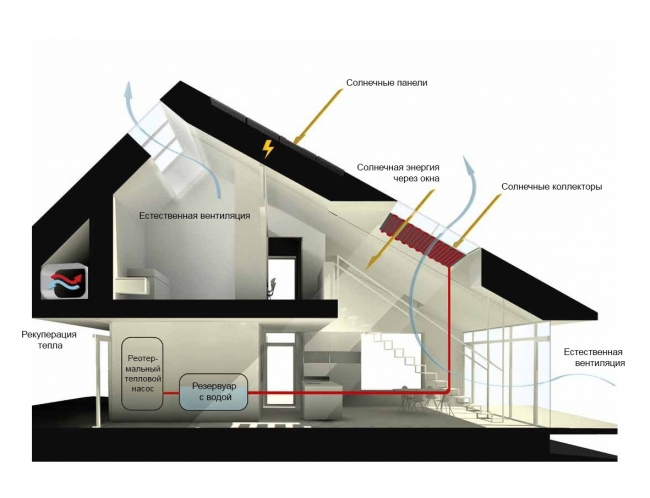 Солнечные панели
Солнечная энергия
через окна
Солнечные коллекторы
Естественная вентиляция
Рекуперация
тепла
Реотер-
мальный
тепловой
насос
Резервуар
с водой
Естественная
вентиляция